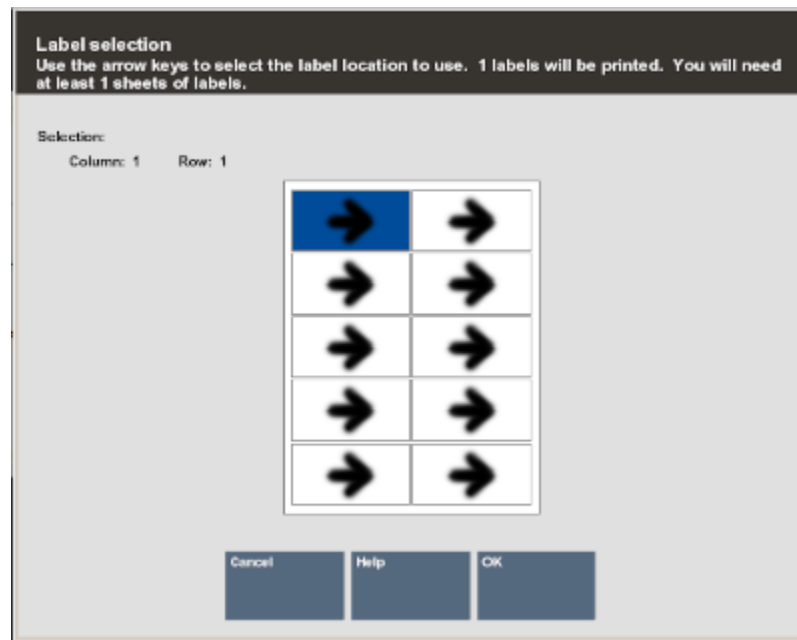 Label selection
Use the arrow keys to select the label location to use. 1 labels will be printed. You will need
at least 1 sheets of labels.
Selection:
Column: 1 Row: 1
Cancel Help OK